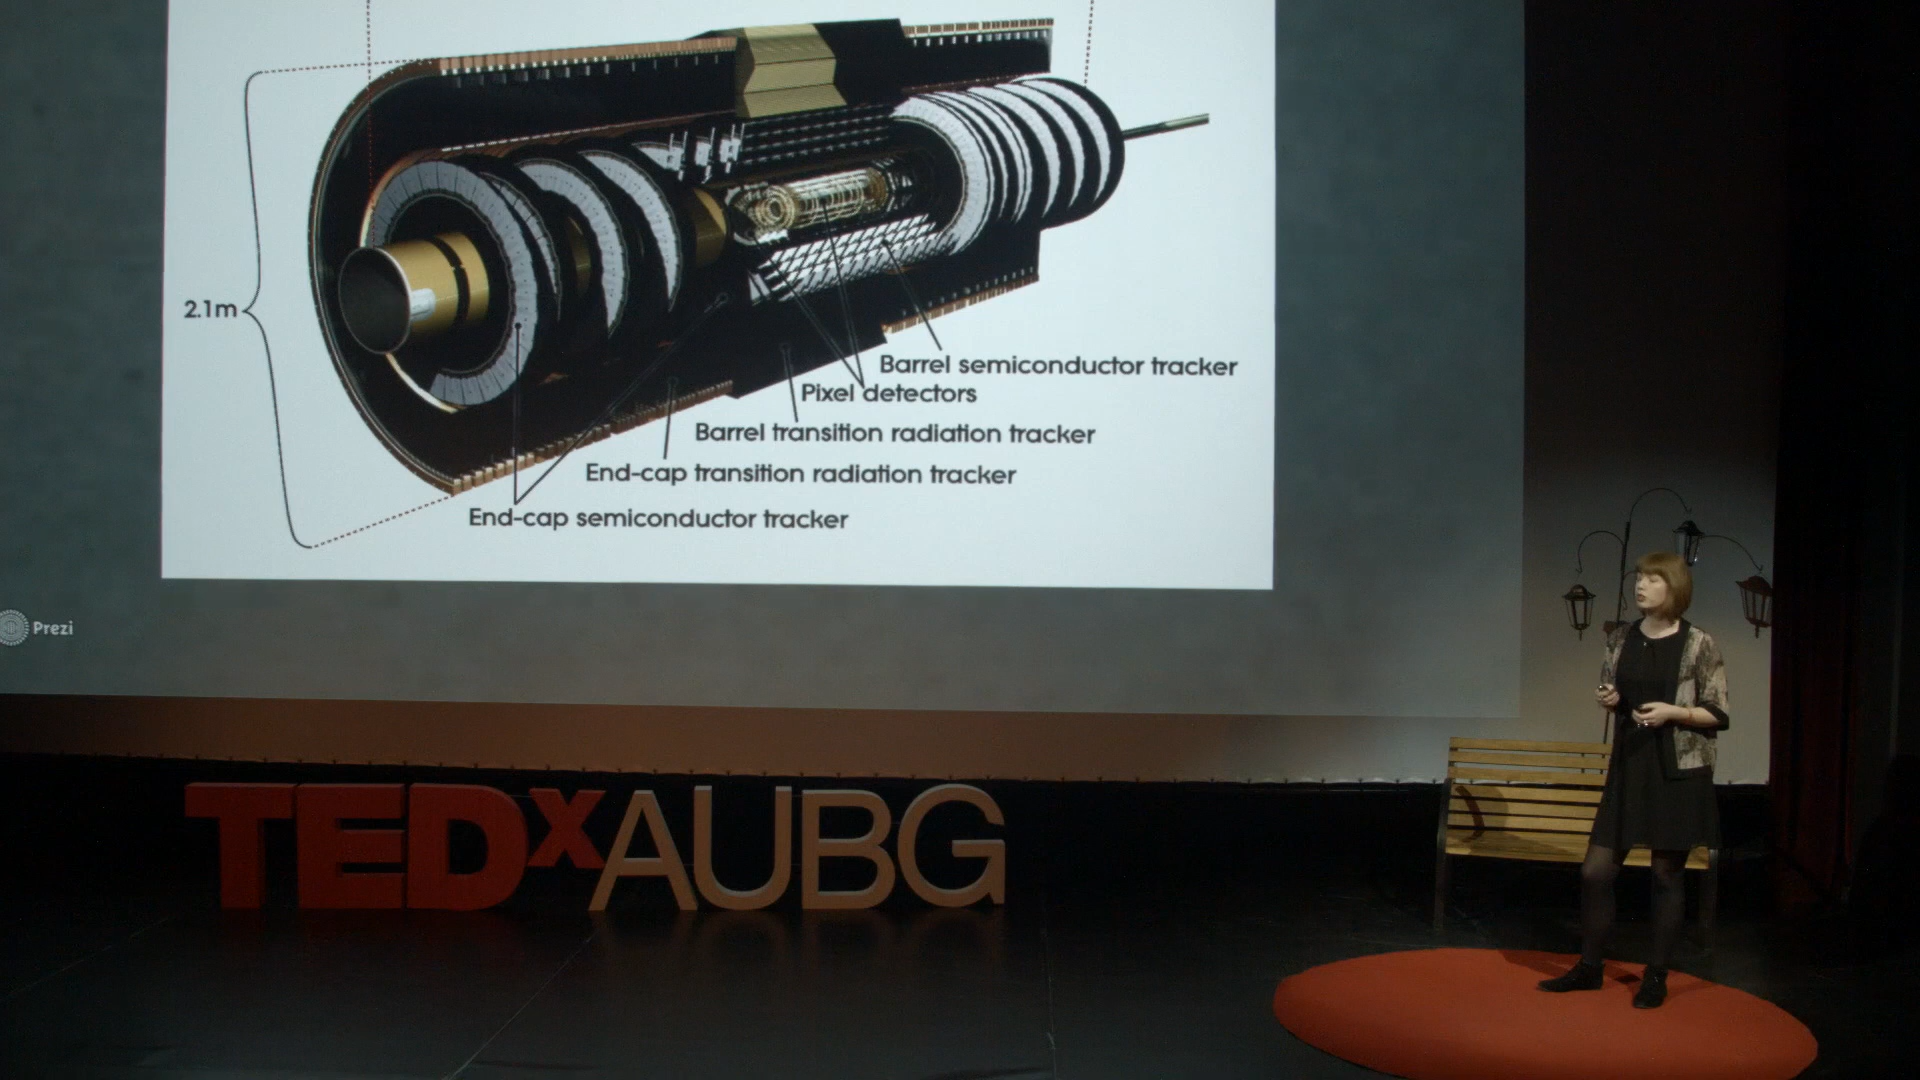 2.1m
Barrel semiconductor tracker
Pixel detectors
Barrel transition radiation tracker
End-cap transition radiation tracker
End-cap semiconductor tracker
Prezi
TEDxAUBG